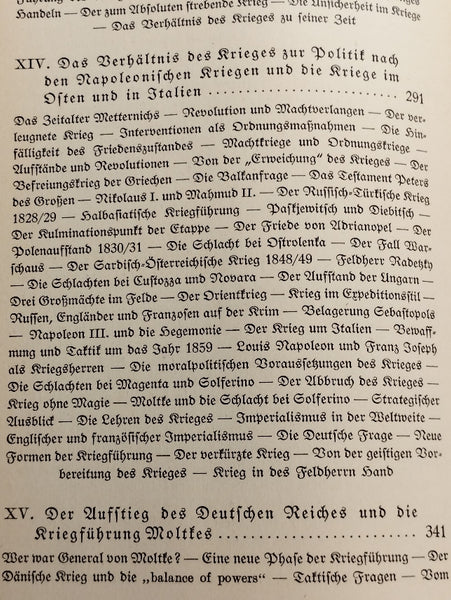 Handeln — Der zum Absoluten strebende Krieg — Die Unsicherheit im Kriege
— Das Verhältnis des Krieges zu seiner Zeit
XIV. Das Verhältnis des Krieges zur Politik nach
den Napoleonischen Kriegen und die Kriege im
Osten und in Italien . . . . . . . . . . . . . . . . . . . . . 291
Das Zeitalter Metternichs — Revolution und Machtverlangen — Der ver-
leugnete Krieg — Interventionen als Ordnungsmaßnahmen — Die Hin-
fälligkeit des Friedenszustandes — Machtkriege und Ordnungskriege —
Aufstände und Revolutionen — Von der „Erweichung“ des Krieges — Der
Befreiungskrieg der Griechen — Die Balkanfrage — Das Testament Peters
des Großen — Nikolaus I. und Mahmud II. — Der Russisch-Türkische Krieg
1828/29 — Halbasiatische Kriegführung — Paskjewitsch und Diebitsch —
Der Kulminationspunkt der Etappe — Der Friede von Adrianopel — Der
Polenaufstand 1830/31 — Die Schlacht bei Ostrolenka — Der Fall War-
schaus — Der Sardisch-Österreichische Krieg 1848/49 — Feldherr Radetzky
— Die Schlachten bei Custozza und Novara — Der Aufstand der Ungarn —
Drei Großmächte im Felde — Der Orientkrieg — Krieg im Expeditionsstil —
Russen, Engländer und Franzosen auf der Krim — Belagerung Sebastopols
— Napoleon III. und die Hegemonie — Der Krieg um Italien — Bewaff-
nung und Taktik um das Jahr 1859 — Louis Napoleon und Franz Joseph
als Kriegsherren — Die moralpolitischen Voraussetzungen des Krieges —
Die Schlachten bei Magenta und Solferino — Der Abbruch des Krieges —
Krieg ohne Magie — Moltke und die Schlacht bei Solferino — Strategischer
Ausblick — Die Lehren des Krieges — Imperialismus in der Weltweite —
Englischer und französischer Imperialismus — Die Deutsche Frage — Neue
Formen der Kriegführung — Der verkürzte Krieg — Von der geistigen Vor-
bereitung des Krieges — Krieg in des Feldherrn Hand
XV. Der Aufstieg des Deutschen Reiches und die
Kriegführung Moltkes . . . . . . . . . . . . . . . . . . . . 341
Wer war General von Moltke? — Eine neue Phase der Kriegführung — Der
Dänische Krieg und die „balance of powers“ — Taktische Fragen — Vom